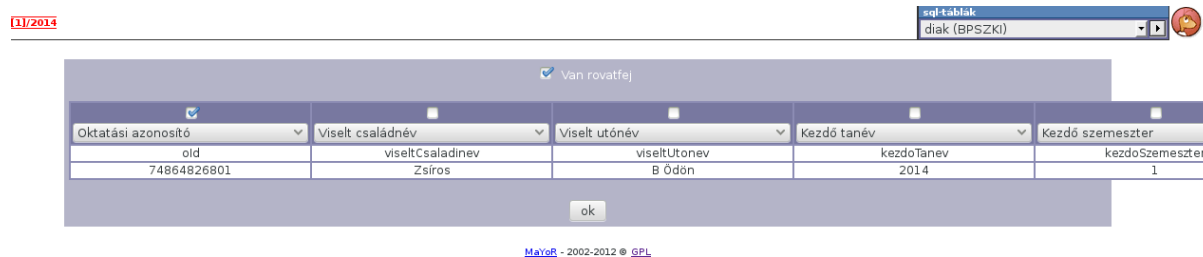 sql-táblák
[1]/2014
diak (BPSZKI)
Van rovatfej
Oktatási azonosító Viselt családnév Viselt utónév Kezdő tanév Kezdő szemeszter
oId viseltCsaladinev viseltUtonev kezdoTanev kezdoSzemeszter
74864826801 Zsíros B Ödön 2014 1
ok
MaYoR - 2002-2012 © GPL